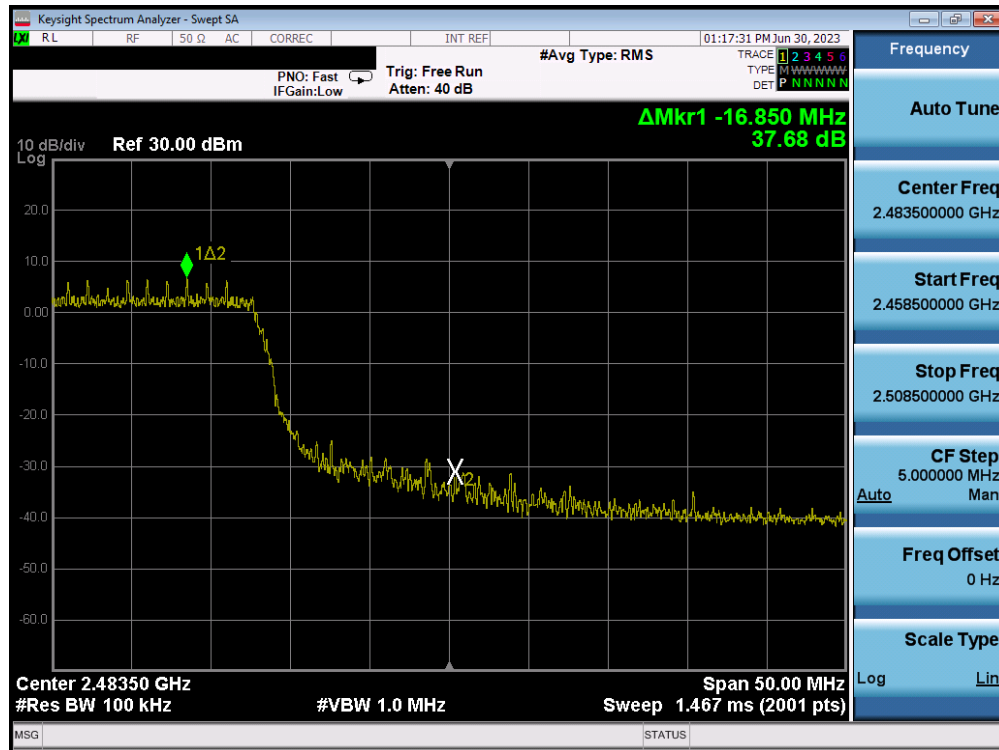 Keysight Spectrum Analyzer - Swept SA
LXI RL RF 50 Ω AC CORREC INT REF 01:17:31 PM Jun 30, 2023
#Avg Type: RMS
TRACE 1 2 3 4 5 6
TYPE M W W W W W
DET P N N N N N
PNO: Fast
IFGain:Low
Trig: Free Run
Atten: 40 dB
ΔMkr1 -16.850 MHz
37.68 dB
10 dB/div Ref 30.00 dBm
Log
20.0
10.0
0.00
-10.0
-20.0
-30.0
-40.0
-50.0
-60.0
1Δ2
X2
Center 2.48350 GHz
Span 50.00 MHz
#Res BW 100 kHz
#VBW 1.0 MHz
Sweep 1.467 ms (2001 pts)
MSG
STATUS
Frequency
Auto Tune
Center Freq
2.483500000 GHz
Start Freq
2.458500000 GHz
Stop Freq
2.508500000 GHz
CF Step
5.000000 MHz
Auto Man
Freq Offset
0 Hz
Scale Type
Log Lin